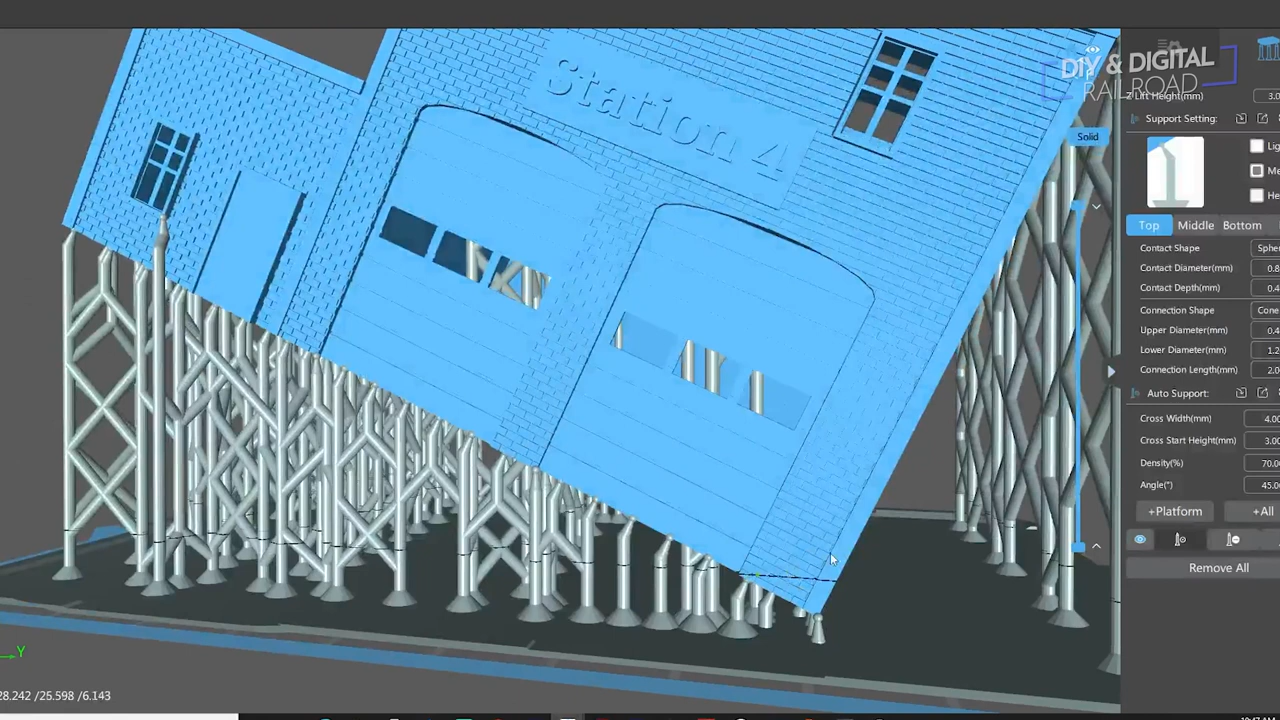 Station 4
DIY & DIGITAL
RAILROAD
Z Lift Height(mm) 3.0
Support Setting:
Solid
Lig
Me
He
Top Middle Bottom
Contact Shape Sphe
Contact Diameter(mm) 0.8
Contact Depth(mm) 0.4
Connection Shape Cone
Upper Diameter(mm) 0.4
Lower Diameter(mm) 1.2
Connection Length(mm) 2.0
Auto Support:
Cross Width(mm) 4.00
Cross Start Height(mm) 3.00
Density(%) 70.0
Angle(°) 45.0
+Platform +All
Remove All
Y
28.242 /25.598 /6.143